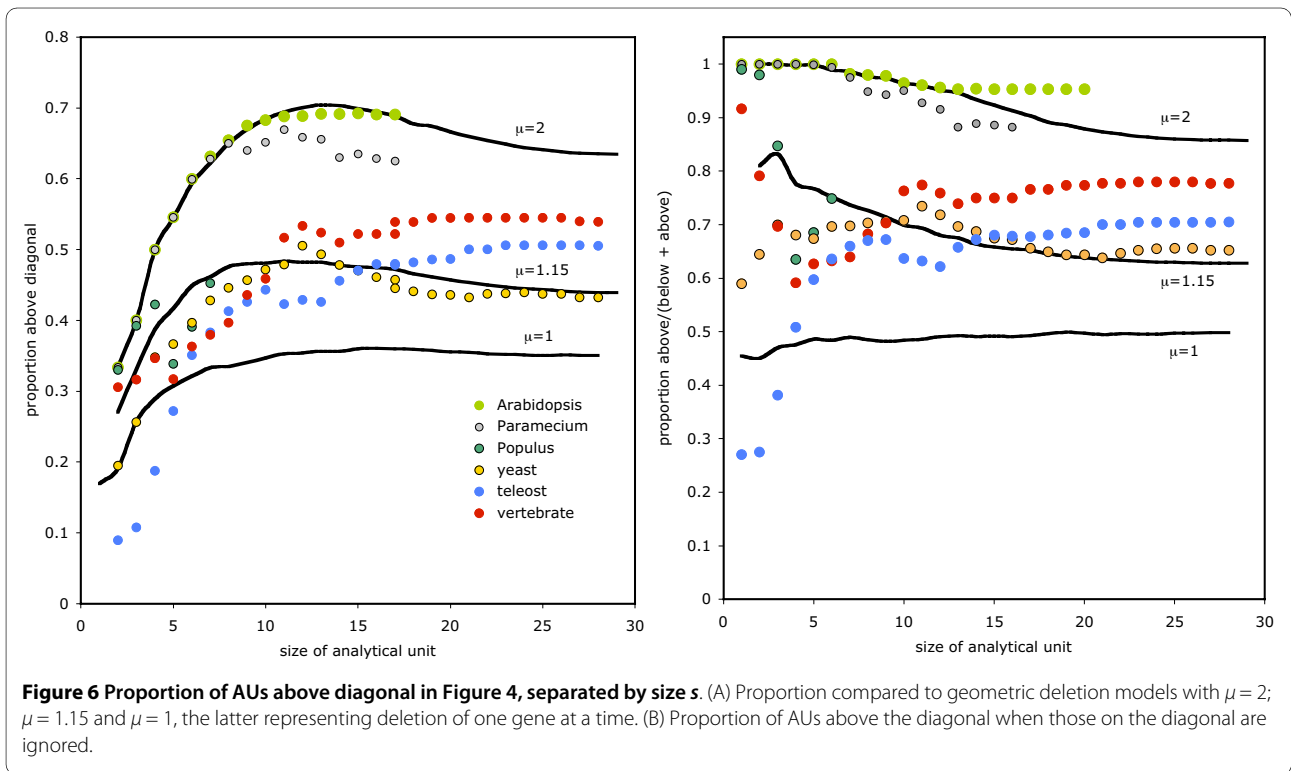 0.8
0.7
0.6
0.5
0.4
0.3
0.2
0.1
0
proportion above diagonal
μ=2
μ=1.15
μ=1
Arabidopsis
Paramecium
Populus
yeast
teleost
vertebrate
0 5 10 15 20 25 30
size of analytical unit
1
0.9
0.8
0.7
0.6
0.5
0.4
0.3
0.2
0.1
0
proportion above/(below + above)
μ=2
μ=1.15
μ=1
0 5 10 15 20 25 30
size of analytical unit
Figure 6 Proportion of AUs above diagonal in Figure 4, separated by size s. (A) Proportion compared to geometric deletion models with μ = 2;
μ = 1.15 and μ = 1, the latter representing deletion of one gene at a time. (B) Proportion of AUs above the diagonal when those on the diagonal are
ignored.